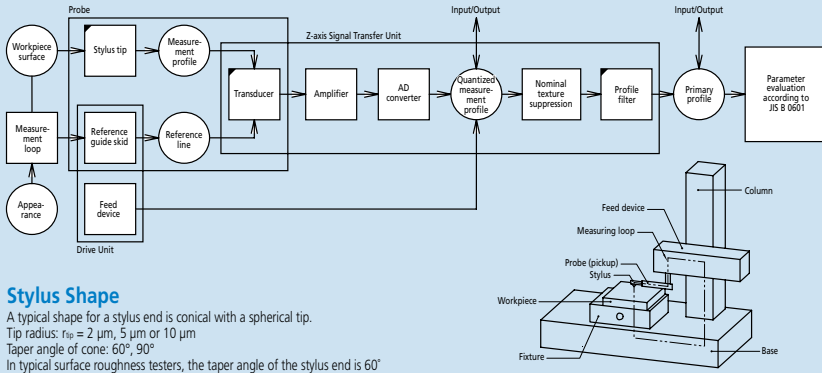 Probe
Input/Output
Input/Output
Z-axis Signal Transfer Unit
Workpiece
surface
Stylus tip
Measure-
ment
profile
Transducer
Amplifier
AD
converter
Quantized
measure-
ment
profile
Nominal
texture
suppression
Profile
filter
Primary
profile
Parameter
evaluation
according to
JIS B 0601
Measure-
ment
loop
Reference
guide skid
Reference
line
Appea-
rance
Feed
device
Drive Unit
Column
Feed device
Measuring loop
Probe (pickup)
Stylus
Workpiece
Fixture
Base
Stylus Shape
A typical shape for a stylus end is conical with a spherical tip.
Tip radius: rtip = 2 μm, 5 μm or 10 μm
Taper angle of cone: 60°, 90°
In typical surface roughness testers, the taper angle of the stylus end is 60°